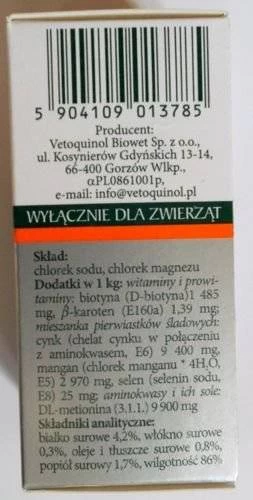 5 904109 013785
Producent:
Vetoquinol Biowet Sp. z o.o.,
ul. Kosynierów Gdyńskich 13-14,
66-400 Gorzów Wlkp.,
αPL0861001p,
e-mail: info@vetoquinol.pl
WYŁĄCZNIE DLA ZWIERZĄT
Skład:
chlorek sodu, chlorek magnezu
Dodatki w 1 kg: witaminy i prowi-
taminy: biotyna (D-biotyna)1 485
mg, β-karoten (E160a) 1,39 mg;
mieszanka pierwiastków śladowych:
cynk (chelat cynku w połączeniu
z aminokwasem, E6) 9 400 mg,
mangan (chlorek manganu * 4H₂O,
E5) 2 970 mg, selen (selenin sodu,
E8) 25 mg; aminokwasy i ich sole:
DL-metionina (3.1.1.) 9 900 mg
Składniki analityczne:
białko surowe 4,2%, włókno surowe
0,3%, oleje i tłuszcze surowe 0,8%,
popiół surowy 1,7%, wilgotność 86%